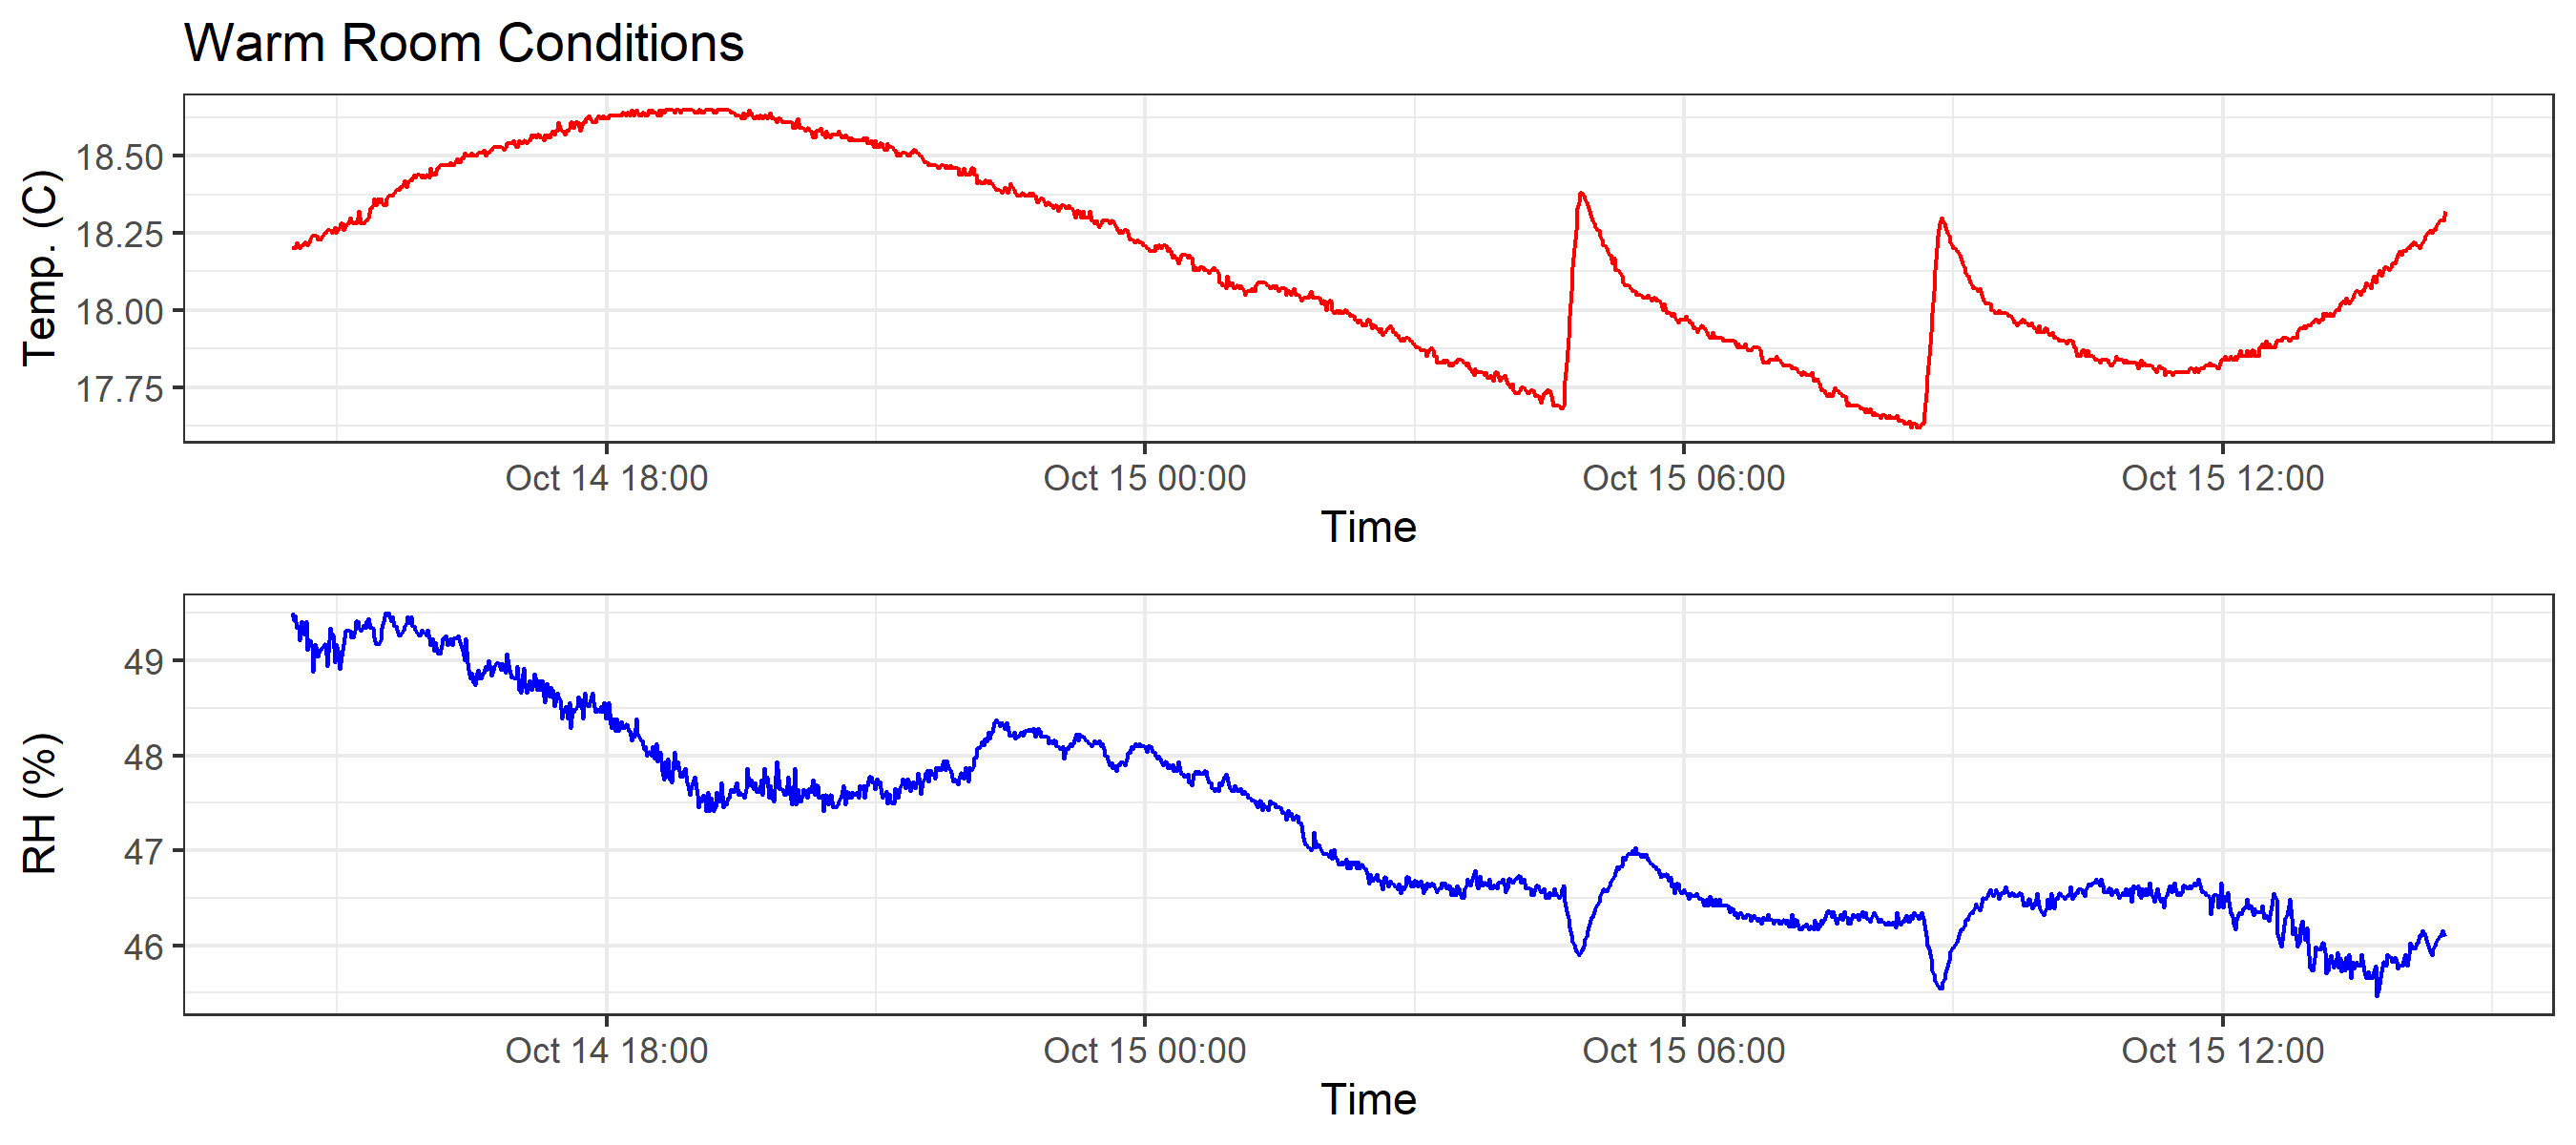 Warm Room Conditions
Temp. (C)
18.50
18.25
18.00
17.75
Oct 14 18:00 Oct 15 00:00 Oct 15 06:00 Oct 15 12:00
Time
RH (%)
49
48
47
46
Oct 14 18:00 Oct 15 00:00 Oct 15 06:00 Oct 15 12:00
Time